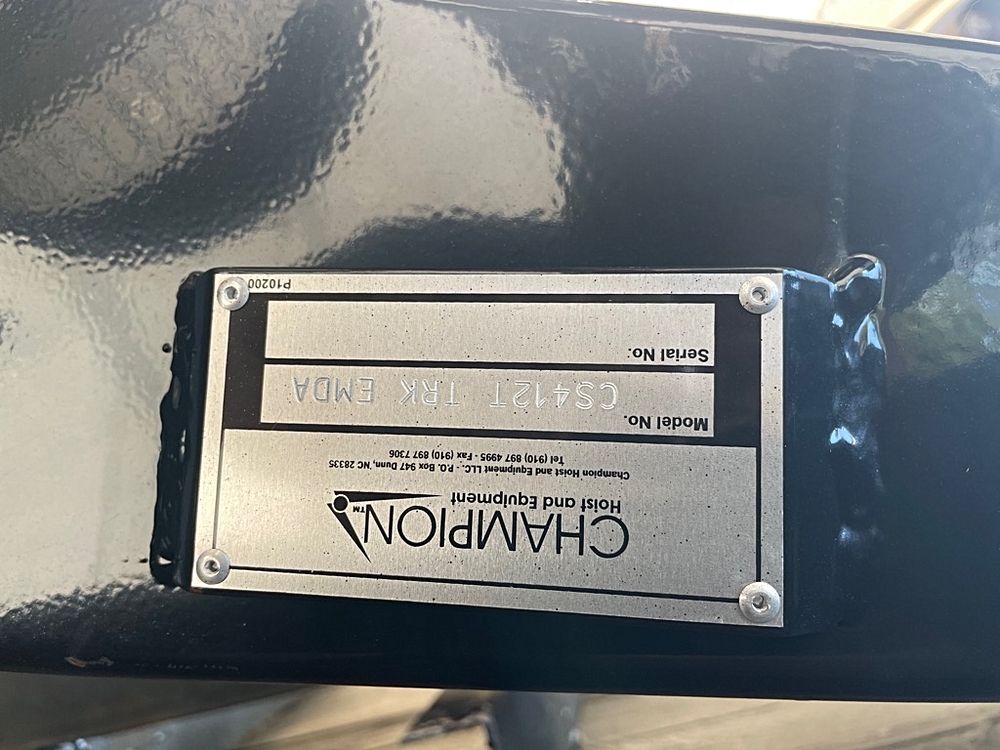 CHAMPION™
Hoist and Equipment
Champion Hoist and Equipment LLC. - P.O. Box 947 Dunn, NC 28335
Tel (910) 897 4995 - Fax (910) 897 7306
Model No.
CS412T TRK EMDA
Serial No.
P10200